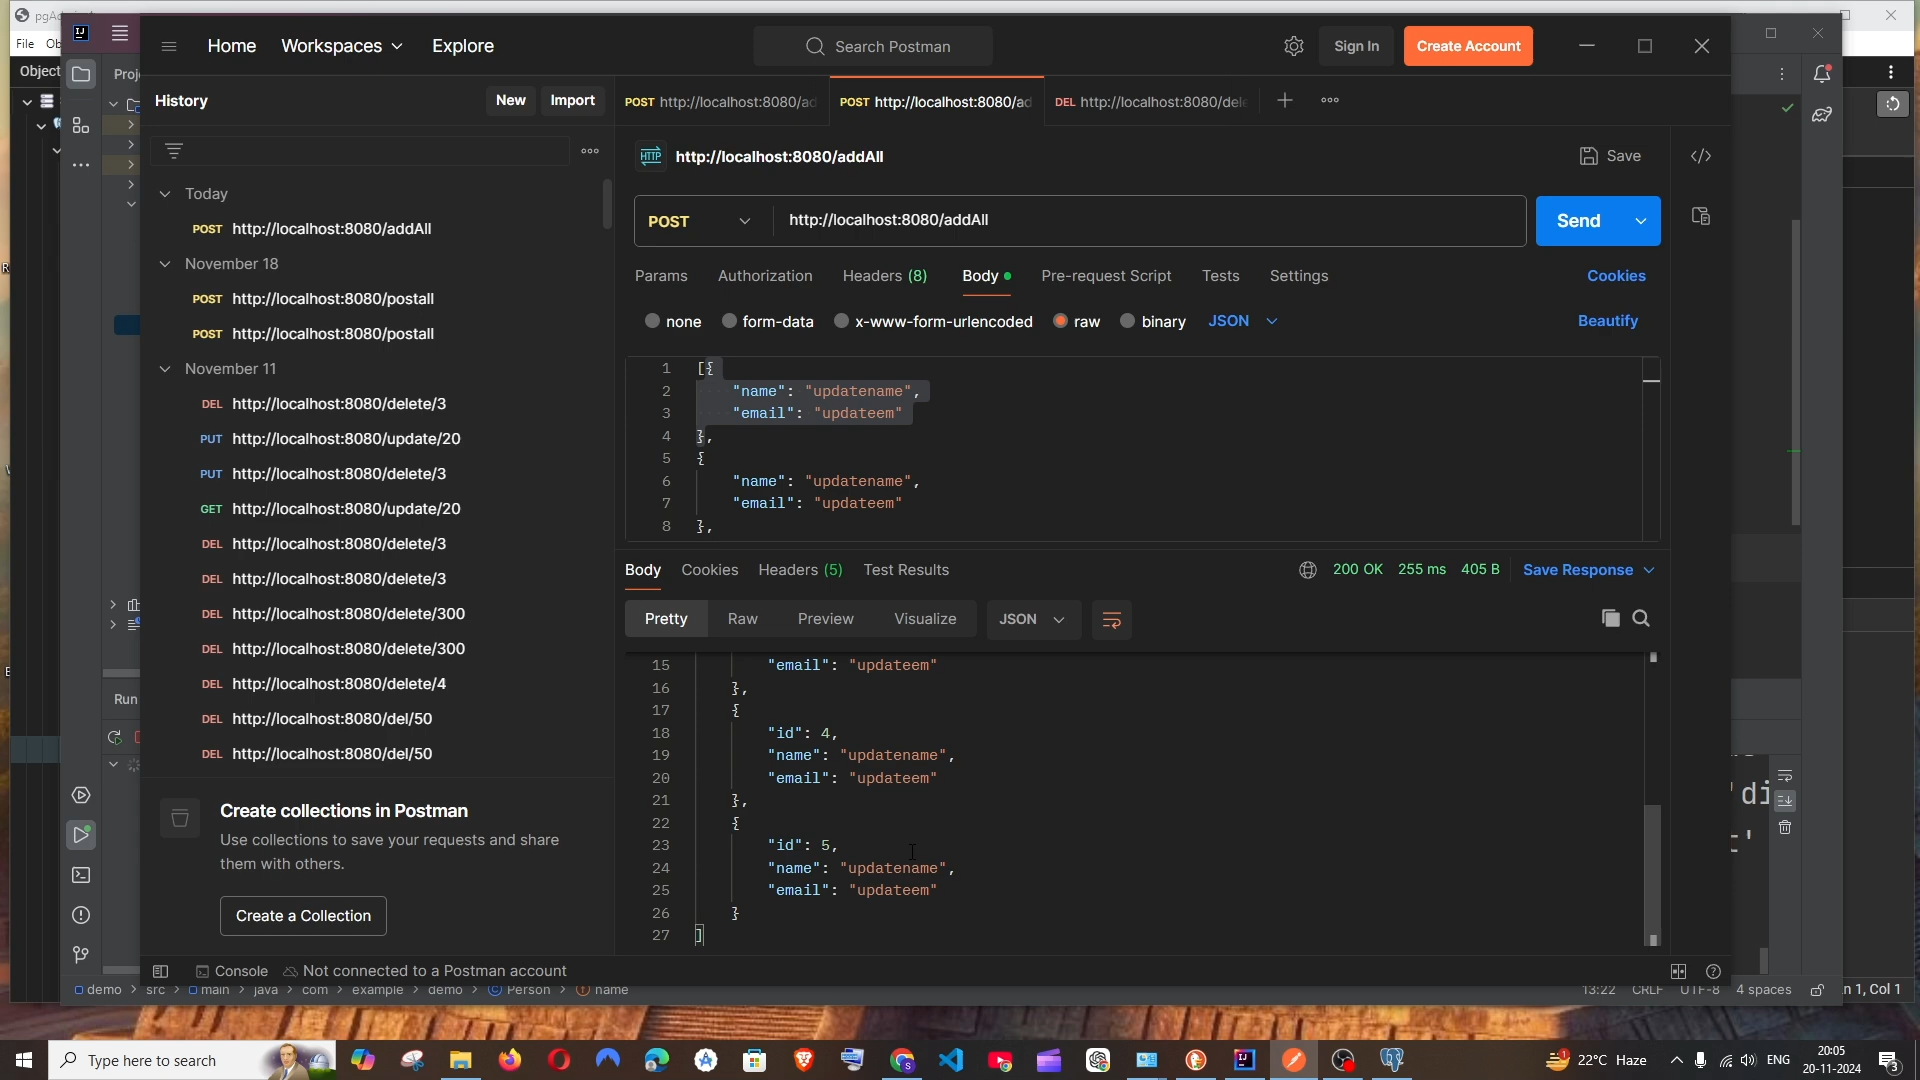 pgAd
File Ob
Object
Proj
Home Workspaces Explore
Search Postman
Sign In
Create Account
History
New
Import
POST http://localhost:8080/ad
POST http://localhost:8080/ad
DEL http://localhost:8080/dele
HTTP http://localhost:8080/addAll
Save
Today
POST http://localhost:8080/addAll
November 18
POST http://localhost:8080/postall
POST http://localhost:8080/postall
November 11
DEL http://localhost:8080/delete/3
PUT http://localhost:8080/update/20
PUT http://localhost:8080/delete/3
GET http://localhost:8080/update/20
DEL http://localhost:8080/delete/3
DEL http://localhost:8080/delete/3
DEL http://localhost:8080/delete/300
DEL http://localhost:8080/delete/300
DEL http://localhost:8080/delete/4
DEL http://localhost:8080/del/50
DEL http://localhost:8080/del/50
Create collections in Postman
Use collections to save your requests and share
them with others.
Create a Collection
POST http://localhost:8080/addAll
Send
Params Authorization Headers (8) Body Pre-request Script Tests Settings
Cookies
none form-data x-www-form-urlencoded raw binary JSON
Beautify
1 [{
2 "name": "updatename",
3 "email": "updateem"
4 },
5 {
6 "name": "updatename",
7 "email": "updateem"
8 },
Body Cookies Headers (5) Test Results
200 OK 255 ms 405 B Save Response
Pretty Raw Preview Visualize JSON
15 "email": "updateem"
16 },
17 {
18 "id": 4,
19 "name": "updatename",
20 "email": "updateem"
21 },
22 {
23 "id": 5,
24 "name": "updatename",
25 "email": "updateem"
26 }
27 ]
Run
'di
t'
Console Not connected to a Postman account
demo > src > main > java > com > example > demo > Person > name
13:22 CRLF UTF-8 4 spaces
n 1, Col 1
Type here to search
22°C Haze
ENG
20:05
20-11-2024
3